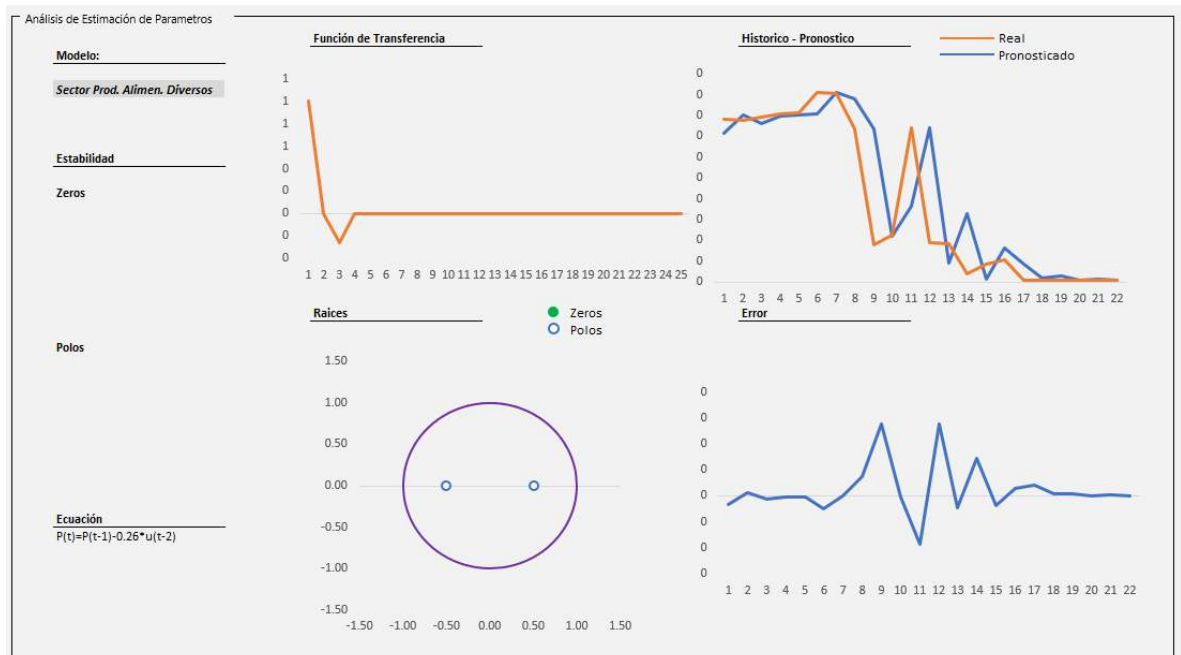 Análisis de Estimación de Parametros
Modelo:
Sector Prod. Alimen. Diversos
Estabilidad
Zeros
Polos
Ecuación
P(t)=P(t-1)-0.26*u(t-2)
Función de Transferencia
1
1
1
1
0
0
0
0
0
1 2 3 4 5 6 7 8 9 10 11 12 13 14 15 16 17 18 19 20 21 22 23 24 25
Historico - Pronostico
Real
Pronosticado
0
0
0
0
0
0
0
0
0
0
0
1 2 3 4 5 6 7 8 9 10 11 12 13 14 15 16 17 18 19 20 21 22
Raices
Zeros
Polos
1.50
1.00
0.50
0.00
-0.50
-1.00
-1.50
-1.50 -1.00 -0.50 0.00 0.50 1.00 1.50
Error
0
0
0
0
0
0
0
0
1 2 3 4 5 6 7 8 9 10 11 12 13 14 15 16 17 18 19 20 21 22